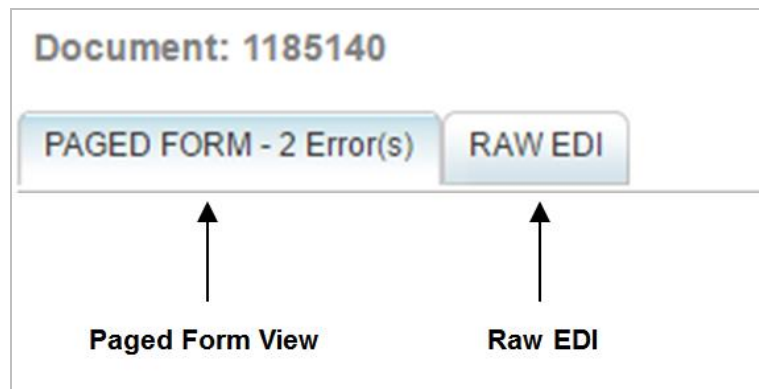 Document: 1185140
PAGED FORM - 2 Error(s) RAW EDI
Paged Form View Raw EDI